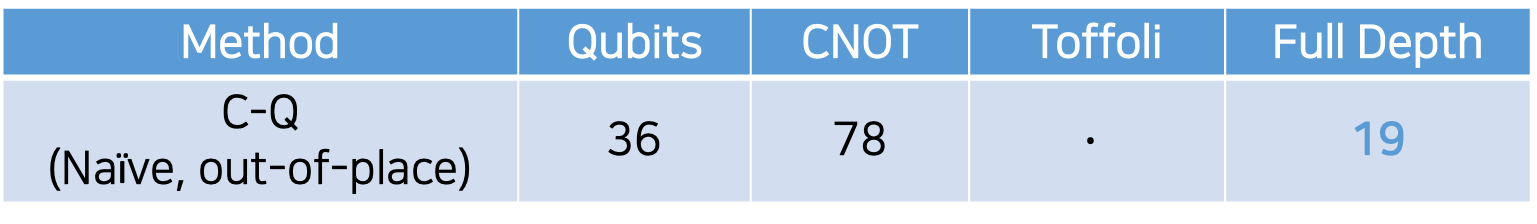 Method Qubits CNOT Toffoli Full Depth
C-Q
(Naïve, out-of-place) 36 78 · 19